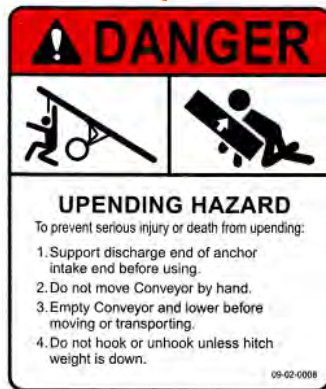 DANGER
UPENDING HAZARD
To prevent serious injury or death from upending:
1. Support discharge end of anchor
intake end before using.
2. Do not move Conveyor by hand.
3. Empty Conveyor and lower before
moving or transporting.
4. Do not hook or unhook unless hitch
weight is down.
09-02-0008